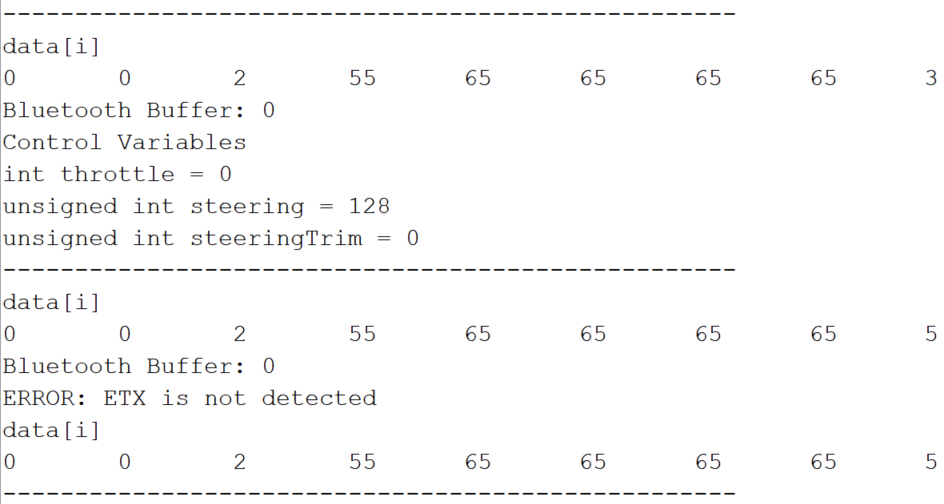 ---------------------------------------------------
data[i]
0 0 2 55 65 65 65 65 3
Bluetooth Buffer: 0
Control Variables
int throttle = 0
unsigned int steering = 128
unsigned int steeringTrim = 0
---------------------------------------------------
data[i]
0 0 2 55 65 65 65 65 5
Bluetooth Buffer: 0
ERROR: ETX is not detected
data[i]
0 0 2 55 65 65 65 65 5
---------------------------------------------------